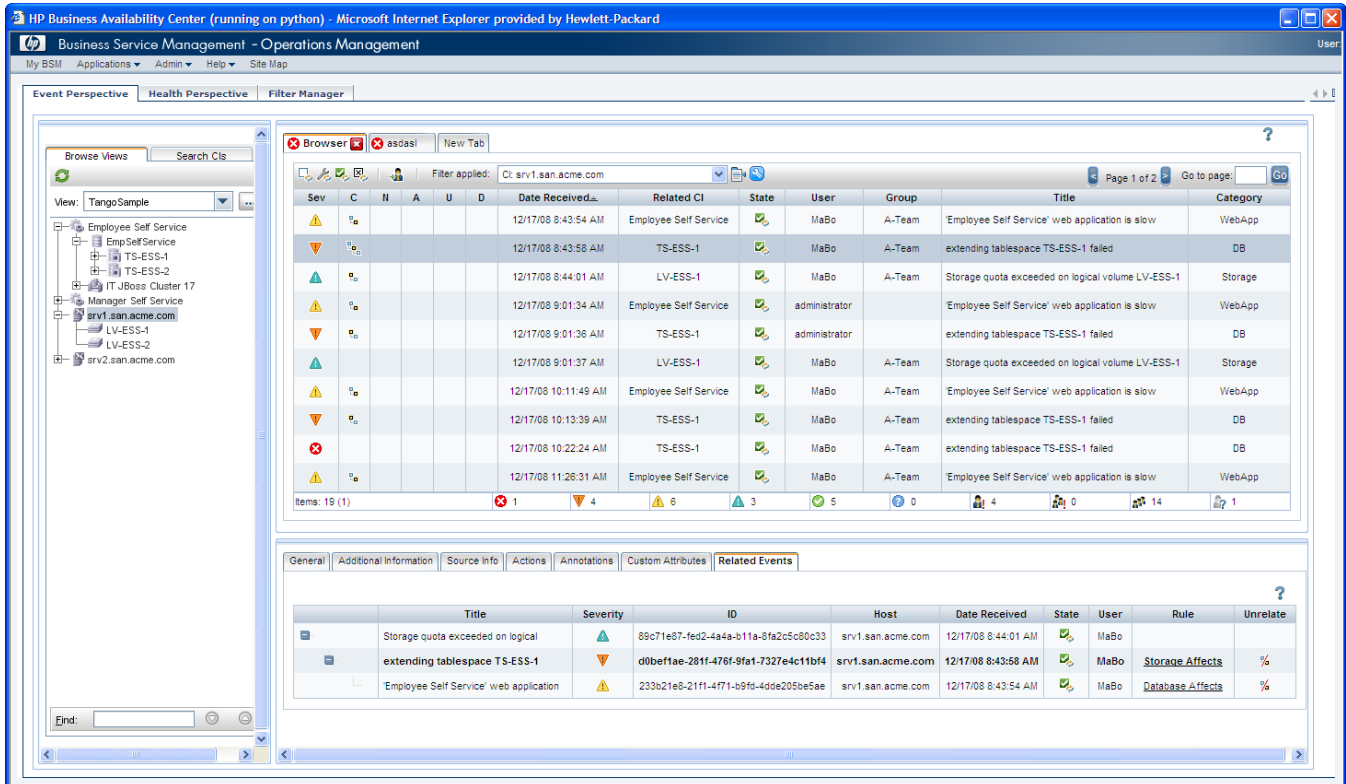 HP Business Availability Center (running on python) - Microsoft Internet Explorer provided by Hewlett-Packard
hp Business Service Management - Operations Management User:
My BSM Applications Admin Help Site Map
Event Perspective Health Perspective Filter Manager
Browser asdasl New Tab ?
Browse Views Search CIs
Filter applied: CI: srv1.san.acme.com Page 1 of 2 Go to page: Go
View: TangoSample ...
Sev C N A U D Date Received Related CI State User Group Title Category
12/17/08 8:43:54 AM Employee Self Service MaBo A-Team 'Employee Self Service' web application is slow WebApp
12/17/08 8:43:58 AM TS-ESS-1 MaBo A-Team extending tablespace TS-ESS-1 failed DB
12/17/08 8:44:01 AM LV-ESS-1 MaBo A-Team Storage quota exceeded on logical volume LV-ESS-1 Storage
12/17/08 9:01:34 AM Employee Self Service administrator 'Employee Self Service' web application is slow WebApp
12/17/08 9:01:36 AM TS-ESS-1 administrator extending tablespace TS-ESS-1 failed DB
12/17/08 9:01:37 AM LV-ESS-1 MaBo A-Team Storage quota exceeded on logical volume LV-ESS-1 Storage
12/17/08 10:11:49 AM Employee Self Service MaBo A-Team 'Employee Self Service' web application is slow WebApp
12/17/08 10:13:39 AM TS-ESS-1 MaBo A-Team extending tablespace TS-ESS-1 failed DB
12/17/08 10:22:24 AM TS-ESS-1 MaBo A-Team extending tablespace TS-ESS-1 failed DB
12/17/08 11:26:31 AM Employee Self Service MaBo A-Team 'Employee Self Service' web application is slow WebApp
Items: 19 (1) 1 4 6 3 5 0 4 0 14 1
Employee Self Service
EmpSelfService
TS-ESS-1
TS-ESS-2
IT JBoss Cluster 17
Manager Self Service
srv1.san.acme.com
LV-ESS-1
LV-ESS-2
srv2.san.acme.com
Find:
General Additional Information Source Info Actions Annotations Custom Attributes Related Events
?
Title Severity ID Host Date Received State User Rule Unrelate
Storage quota exceeded on logical 89c71e87-fed2-4a4a-b11a-8fa2c5c80c33 srv1.san.acme.com 12/17/08 8:44:01 AM MaBo
extending tablespace TS-ESS-1 d0bef1ae-281f-476f-9fa1-7327e4c11bf4 srv1.san.acme.com 12/17/08 8:43:58 AM MaBo Storage Affects
'Employee Self Service' web application 233b21e8-21f1-4f71-b9fd-4dde205be5ae srv1.san.acme.com 12/17/08 8:43:54 AM MaBo Database Affects